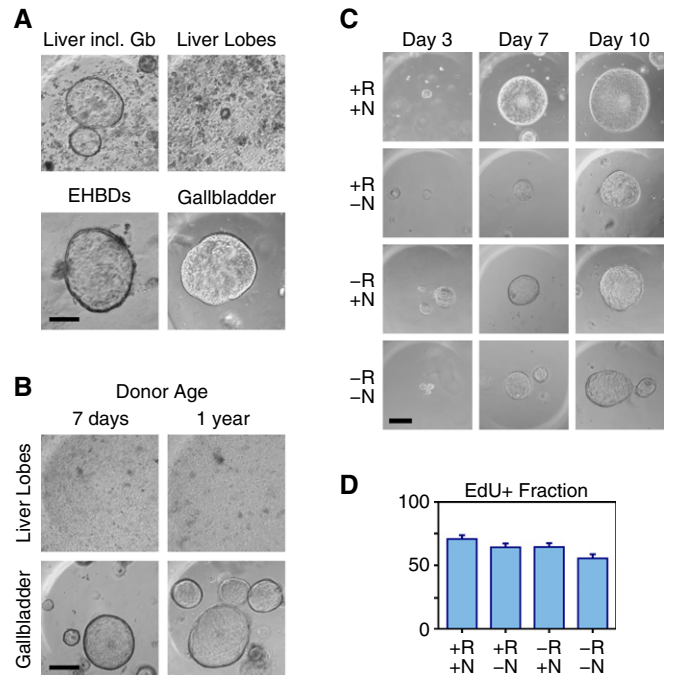 A
Liver incl. Gb Liver Lobes
EHBDs Gallbladder
B
Donor Age
7 days 1 year
Liver Lobes
Gallbladder
C
Day 3 Day 7 Day 10
+R
+N
+R
−N
−R
+N
−R
−N
D
EdU+ Fraction
100
50
0
+R +R −R −R
+N −N +N −N